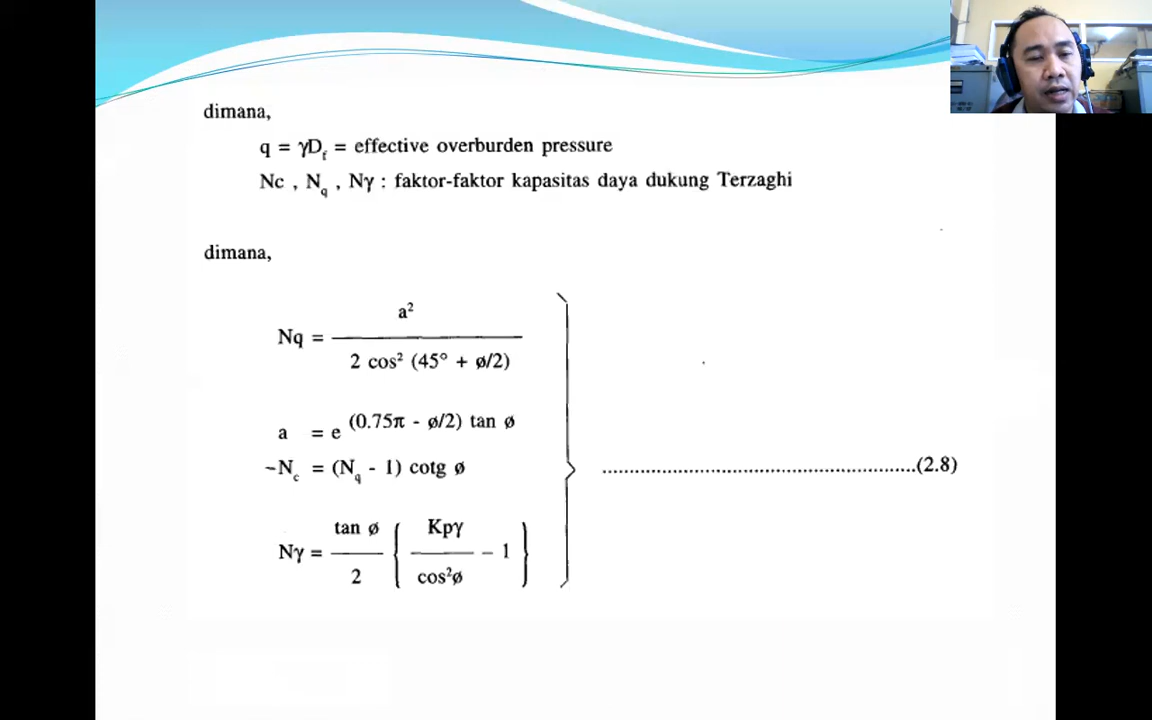 dimana,
q = γD_f = effective overburden pressure
Nc , N_q , Nγ : faktor-faktor kapasitas daya dukung Terzaghi
dimana,
Nq = a² / 2 cos² (45° + ø/2)
a = e^(0.75π - ø/2) tan ø
~N_c = (N_q - 1) cotg ø
Nγ = tan ø / 2 { Kpγ / cos²ø – 1 }
..................................................(2.8)